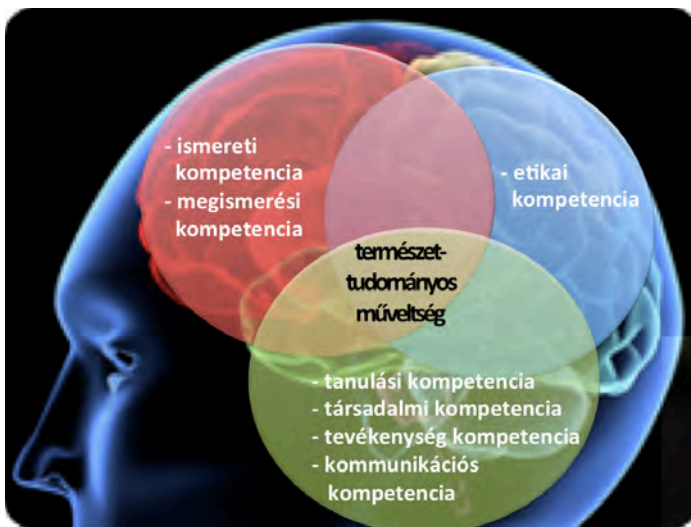 - ismereti
kompetencia
- megismerési
kompetencia
- etikai
kompetencia
természet-
tudományos
műveltség
- tanulási kompetencia
- társadalmi kompetencia
- tevékenység kompetencia
- kommunikációs
kompetencia